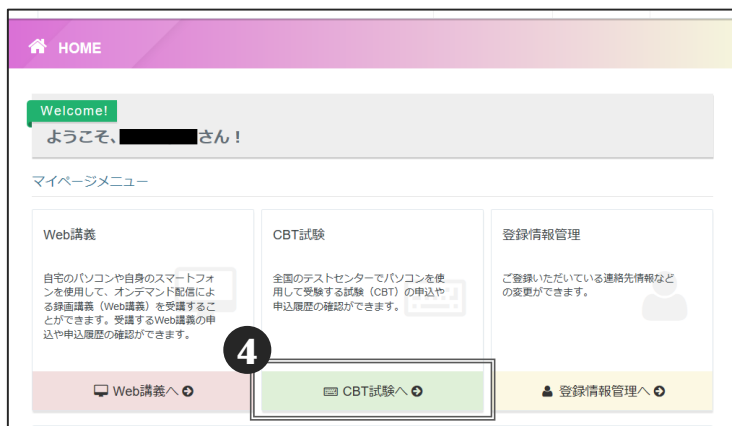 HOME
Welcome!
ようこそ、さん！
マイページメニュー
Web講義
自宅のパソコンや自身のスマートフォ
ンを使用して、オンデマンド配信によ
る録画講義（Web講義）を受講するこ
とができます。受講するWeb講義の申
込や申込履歴の確認ができます。
Web講義へ
CBT試験
全国のテストセンターでパソコンを使
用して受験する試験（CBT）の申込や
申込履歴の確認ができます。
4
CBT試験へ
登録情報管理
ご登録いただいている連絡先情報など
の変更ができます。
登録情報管理へ